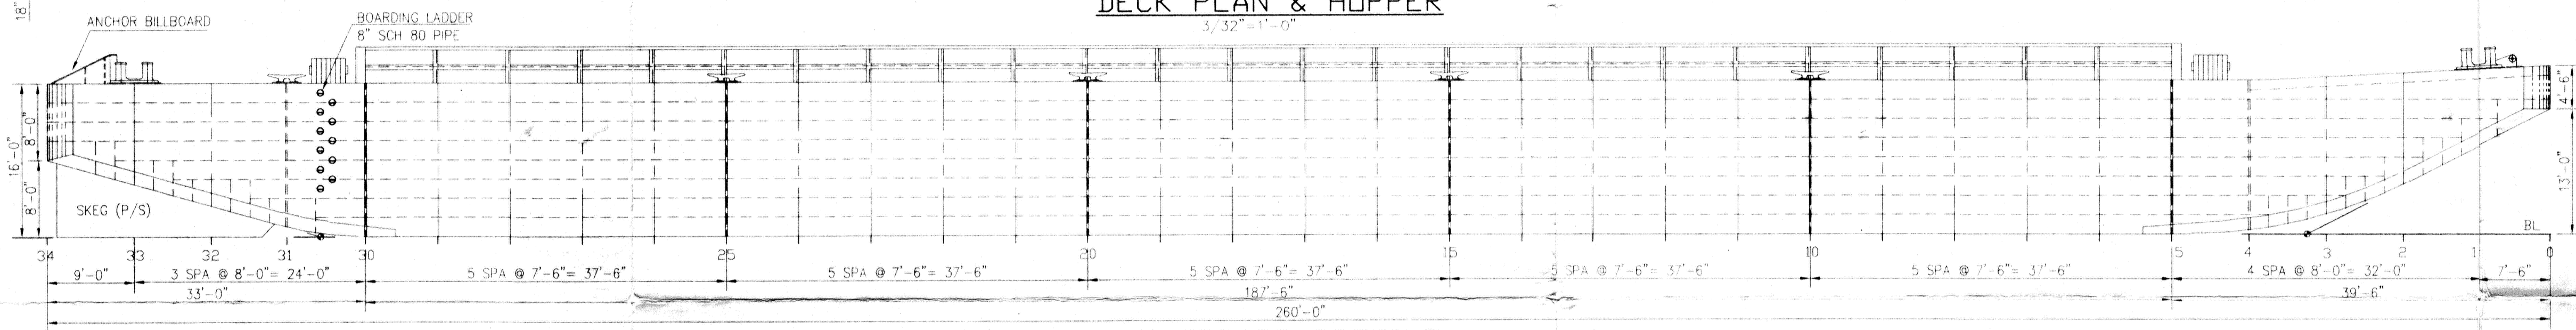 DECK PLAN & HOPPER
3/32"=1'-0"
18"
ANCHOR BILLBOARD
BOARDING LADDER
8" SCH 80 PIPE
16'-0"
8'-0"
8'-0"
SKEG (P/S)
4'-6"
13'-0"
BL
34 33 32 31 30 25 20 15 10 5 4 3 2 1 0
9'-0" 3 SPA @ 8'-0"= 24'-0" 5 SPA @ 7'-6"= 37'-6" 5 SPA @ 7'-6"= 37'-6" 5 SPA @ 7'-6"= 37'-6" 5 SPA @ 7'-6"= 37'-6" 5 SPA @ 7'-6"= 37'-6" 4 SPA @ 8'-0"= 32'-0" 7'-6"
33'-0" 187'-6" 39'-6"
260'-0"